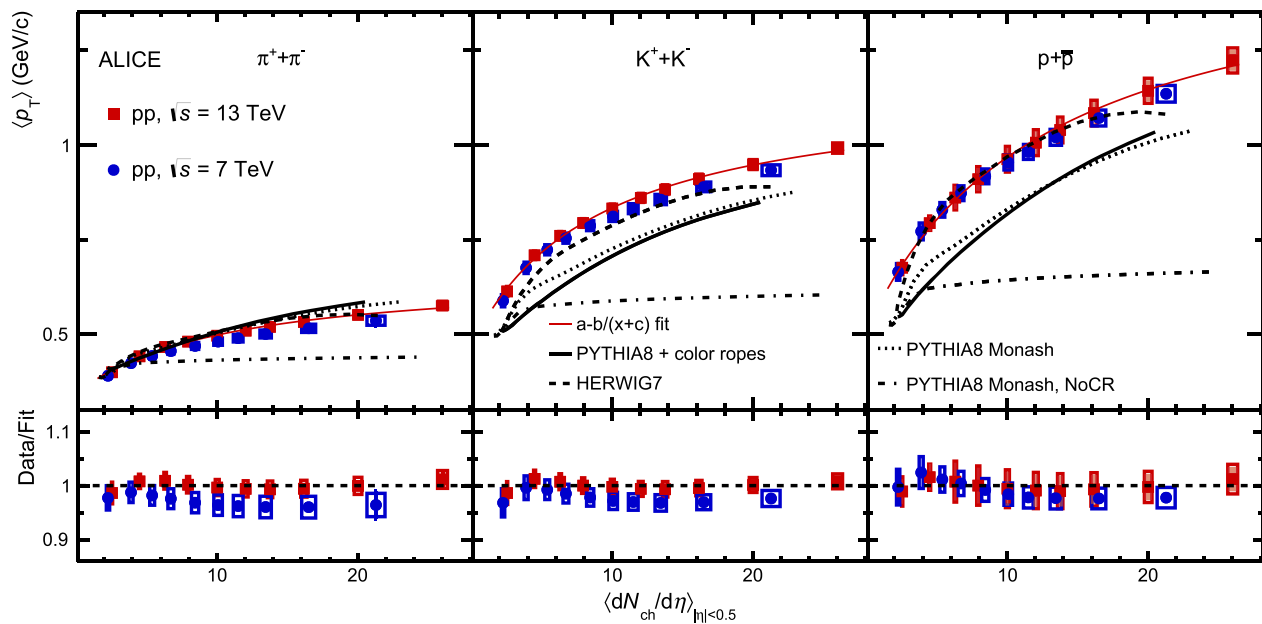 ⟨p_T⟩ (GeV/c)
ALICE
π⁺+π⁻
K⁺+K⁻
p+p̅
pp, √s = 13 TeV
pp, √s = 7 TeV
1
0.5
a-b/(x+c) fit
PYTHIA8 + color ropes
HERWIG7
PYTHIA8 Monash
PYTHIA8 Monash, NoCR
Data/Fit
1.1
1
0.9
10 20 10 20 10 20
⟨dN_ch/dη⟩_|η|<0.5